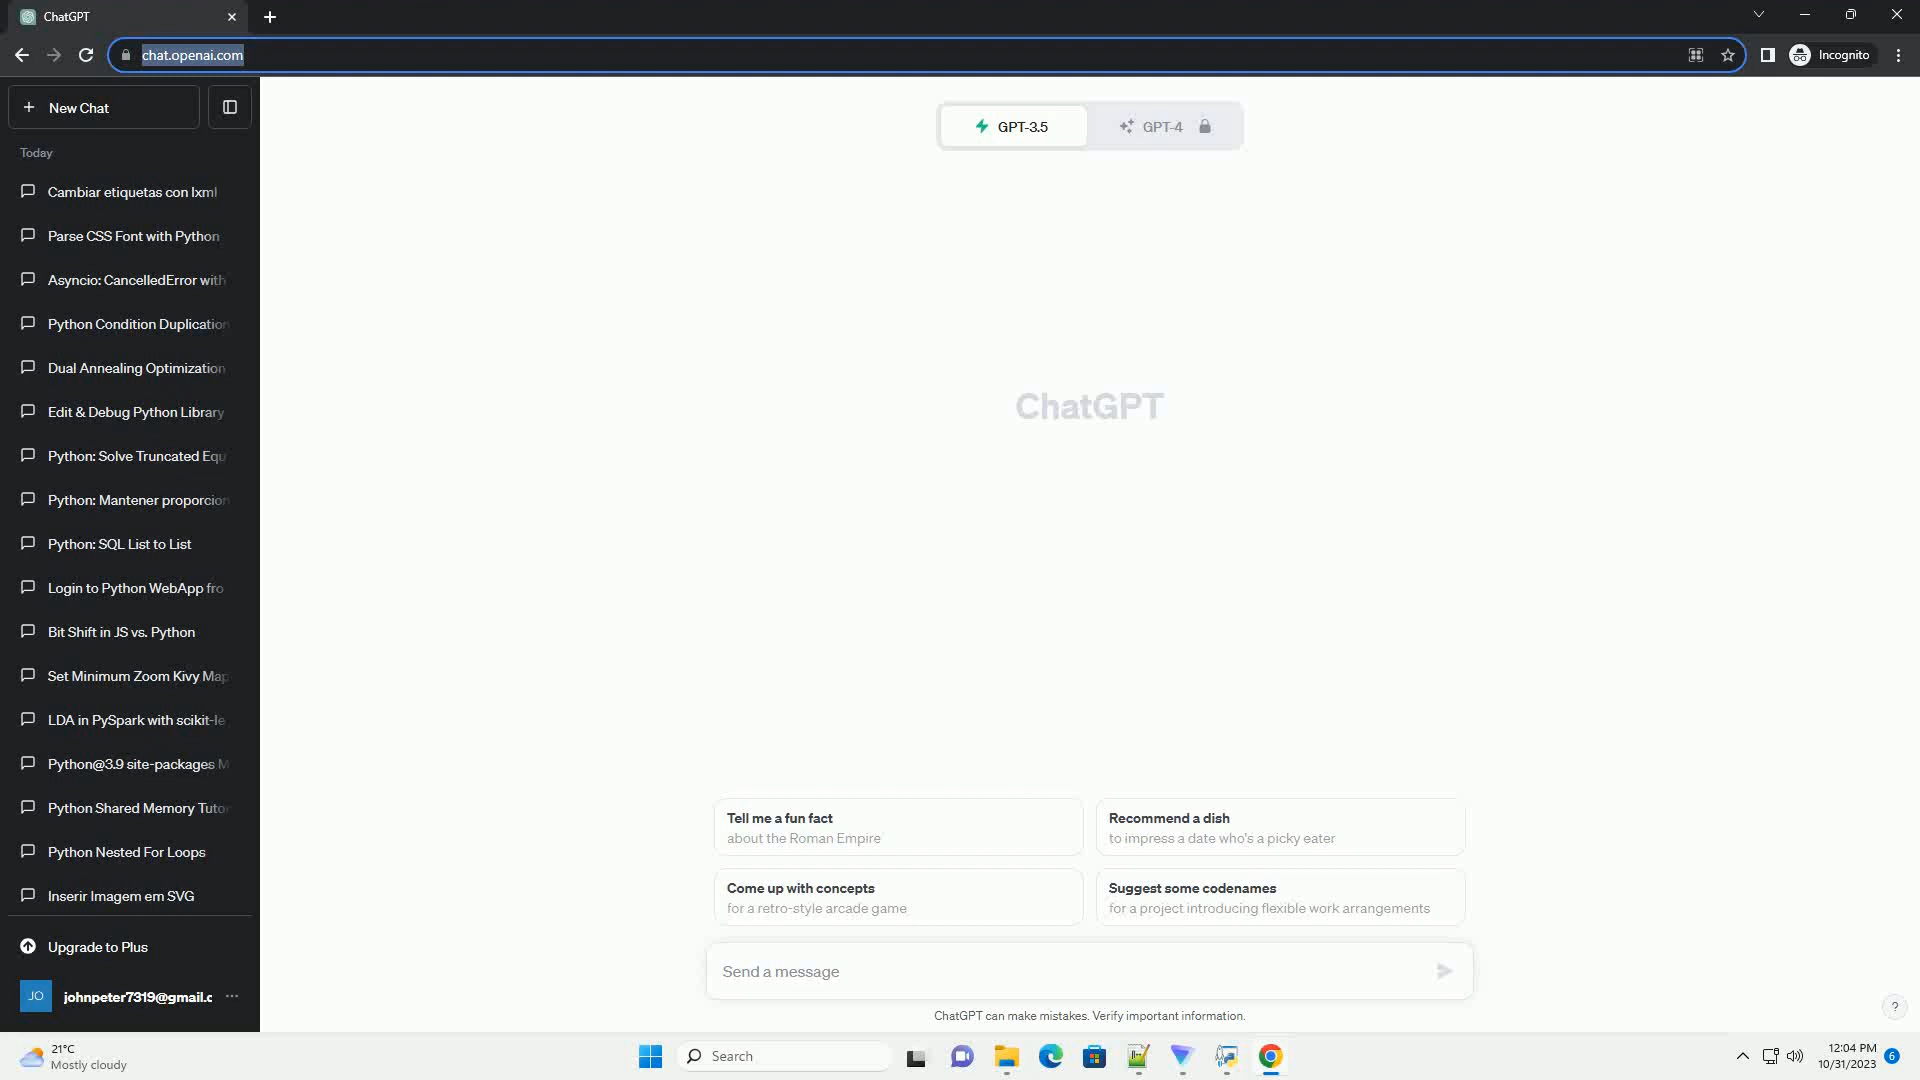 ChatGPT
chat.openai.com
Incognito
New Chat
Today
Cambiar etiquetas con lxml
Parse CSS Font with Python
Asyncio: CancelledError with
Python Condition Duplication
Dual Annealing Optimization
Edit & Debug Python Library
Python: Solve Truncated Equ
Python: Mantener proporcion
Python: SQL List to List
Login to Python WebApp fro
Bit Shift in JS vs. Python
Set Minimum Zoom Kivy Map
LDA in PySpark with scikit-le
Python@3.9 site-packages M
Python Shared Memory Tutor
Python Nested For Loops
Inserir Imagem em SVG
Upgrade to Plus
JO
johnpeter7319@gmail.c
GPT-3.5
GPT-4
ChatGPT
Tell me a fun fact
about the Roman Empire
Recommend a dish
to impress a date who's a picky eater
Come up with concepts
for a retro-style arcade game
Suggest some codenames
for a project introducing flexible work arrangements
Send a message
ChatGPT can make mistakes. Verify important information.
?
21°C
Mostly cloudy
Search
12:04 PM
10/31/2023
6